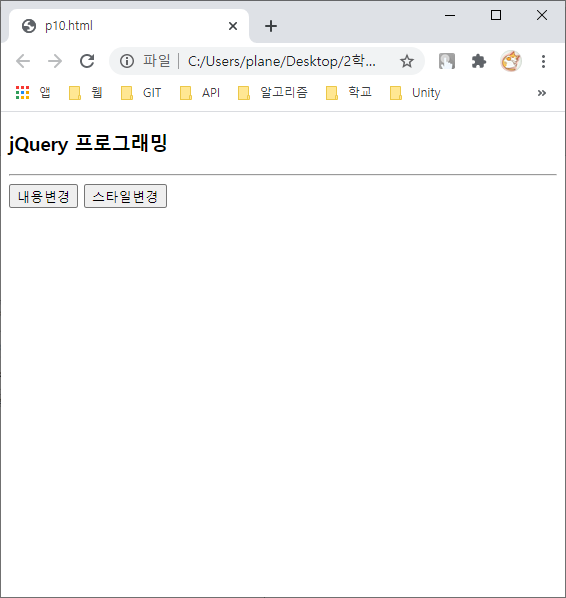 p10.html
파일 C:/Users/plane/Desktop/2학...
앱 웹 GIT API 알고리즘 학교 Unity
jQuery 프로그래밍
내용변경 스타일변경